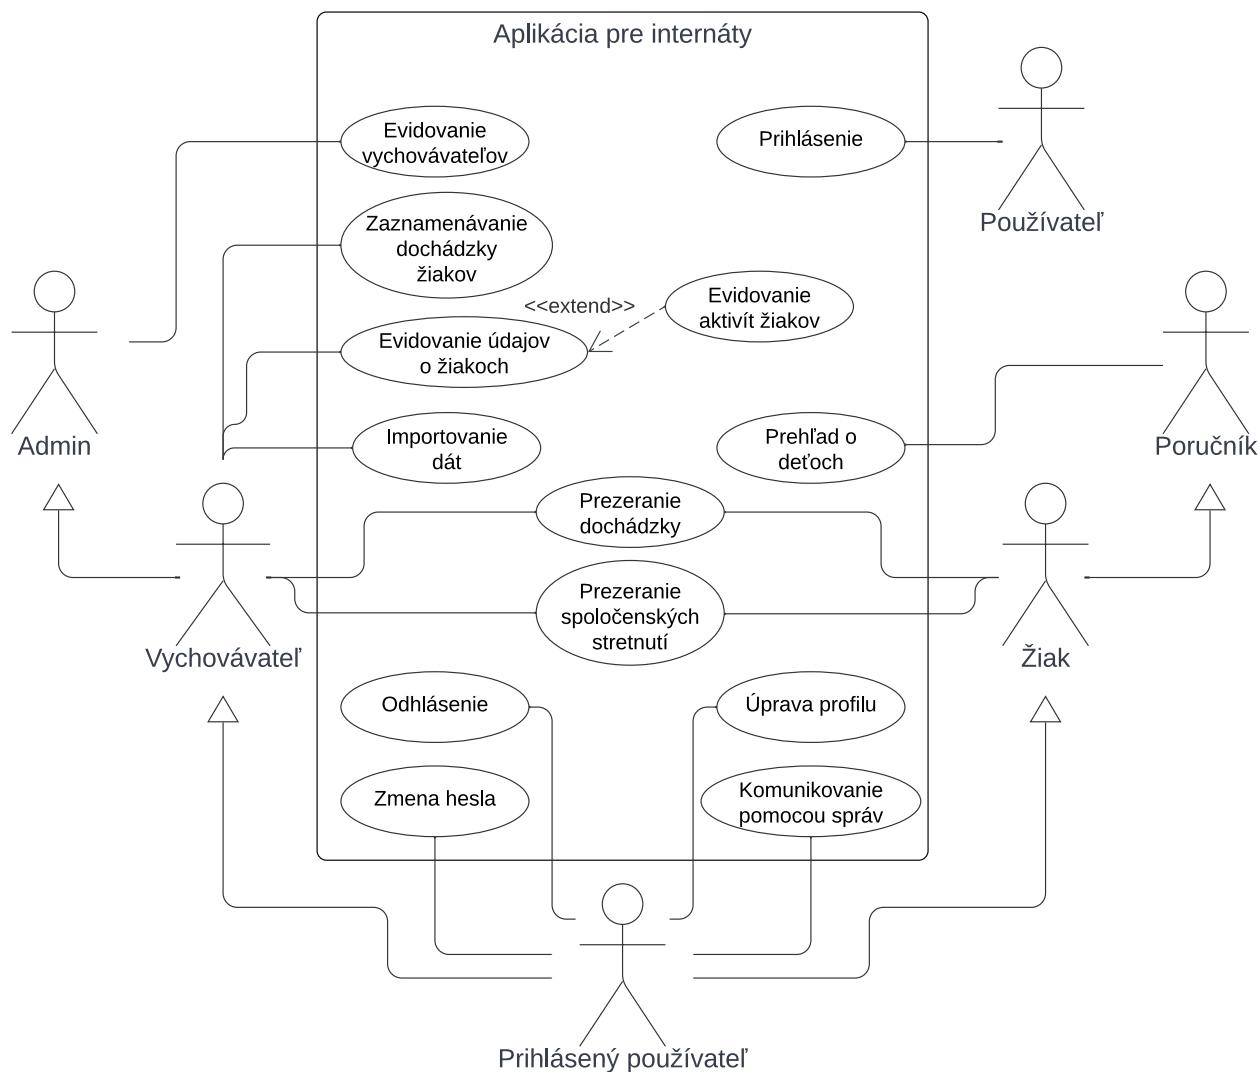 Aplikácia pre internáty
Evidovanie
vychovávateľov
Prihlásenie
Používateľ
Zaznamenávanie
dochádzky
žiakov
<<extend>>
Evidovanie
aktivít žiakov
Evidovanie údajov
o žiakoch
Admin
Importovanie
dát
Prehľad o
deťoch
Poručník
Prezeranie
dochádzky
Prezeranie
spoločenských
stretnutí
Vychovávateľ
Žiak
Odhlásenie
Úprava profilu
Zmena hesla
Komunikovanie
pomocou správ
Prihlásený používateľ